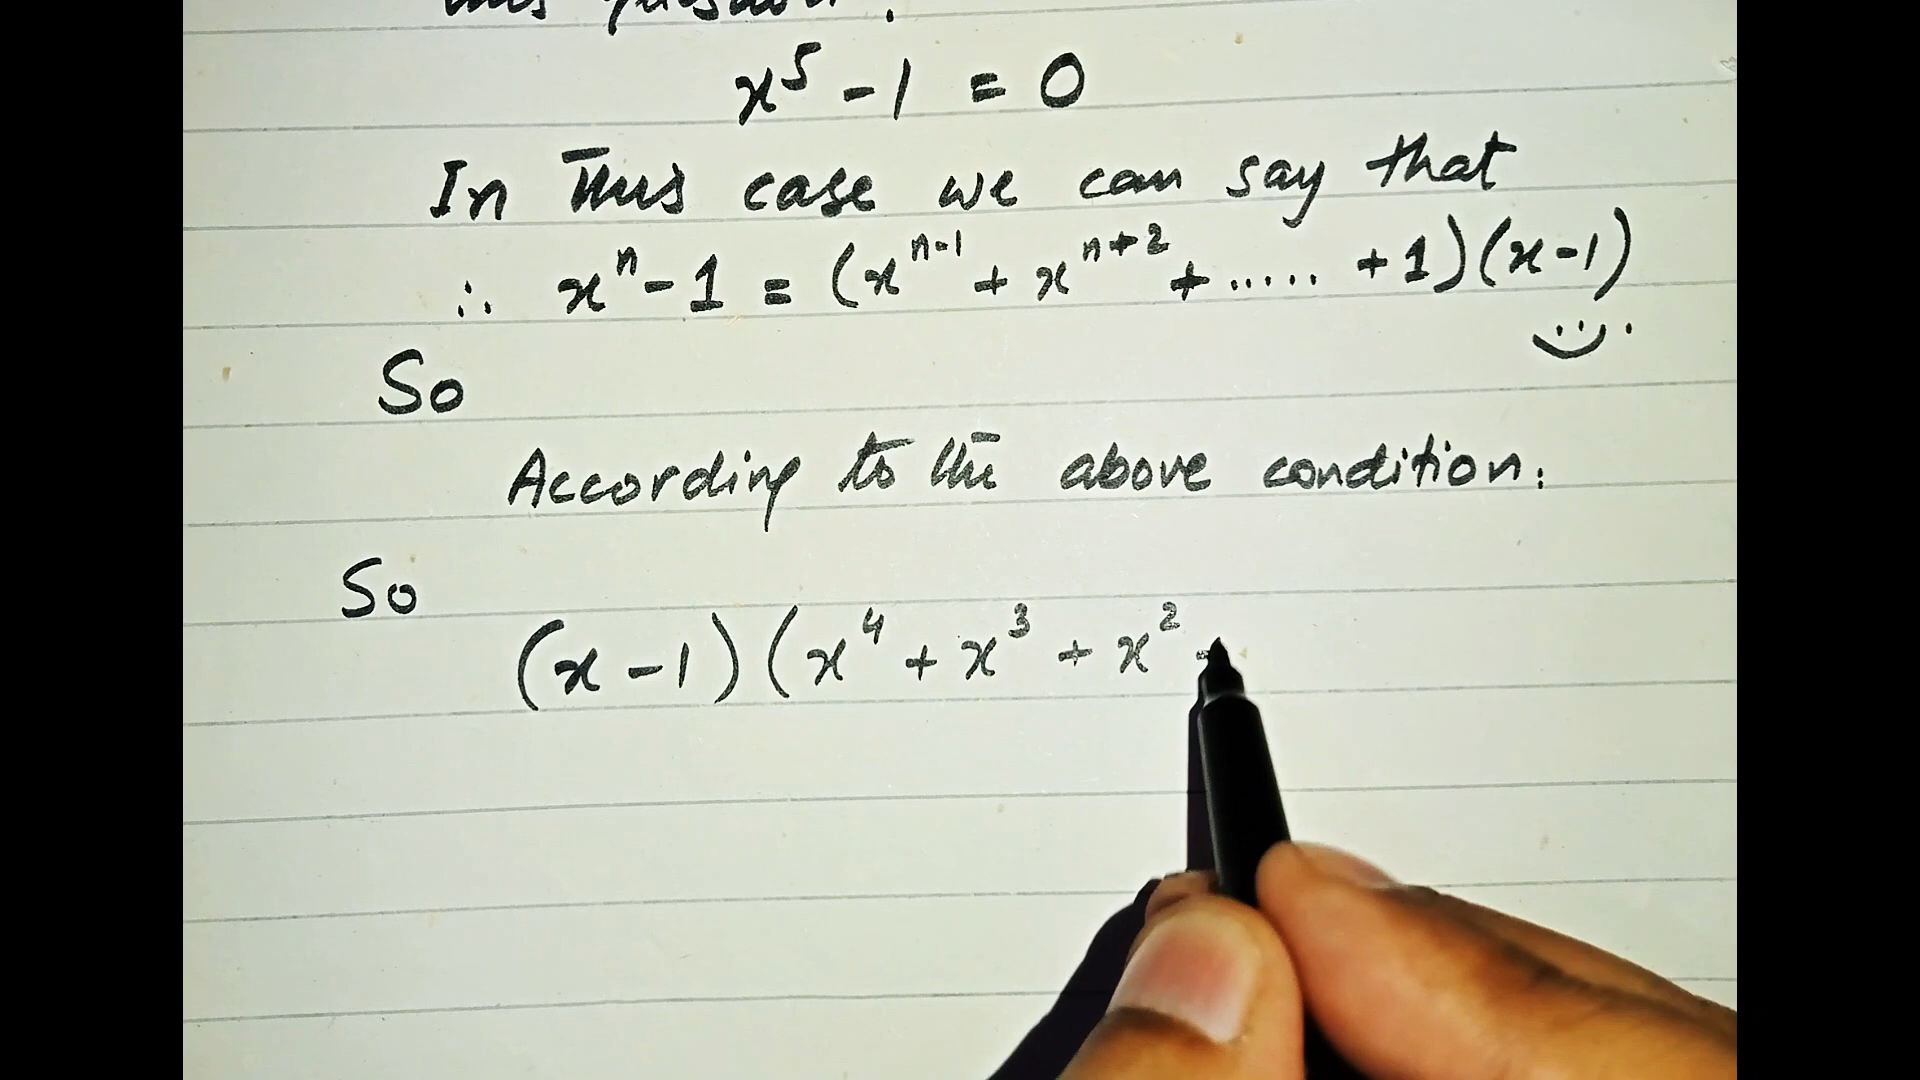 x⁵ - 1 = 0
In This case we can say that
∴ xⁿ - 1 = (xⁿ⁻¹ + xⁿ⁺² + ..... + 1)(x - 1)
So
According to the above condition.
So
(x - 1)(x⁴ + x³ + x²